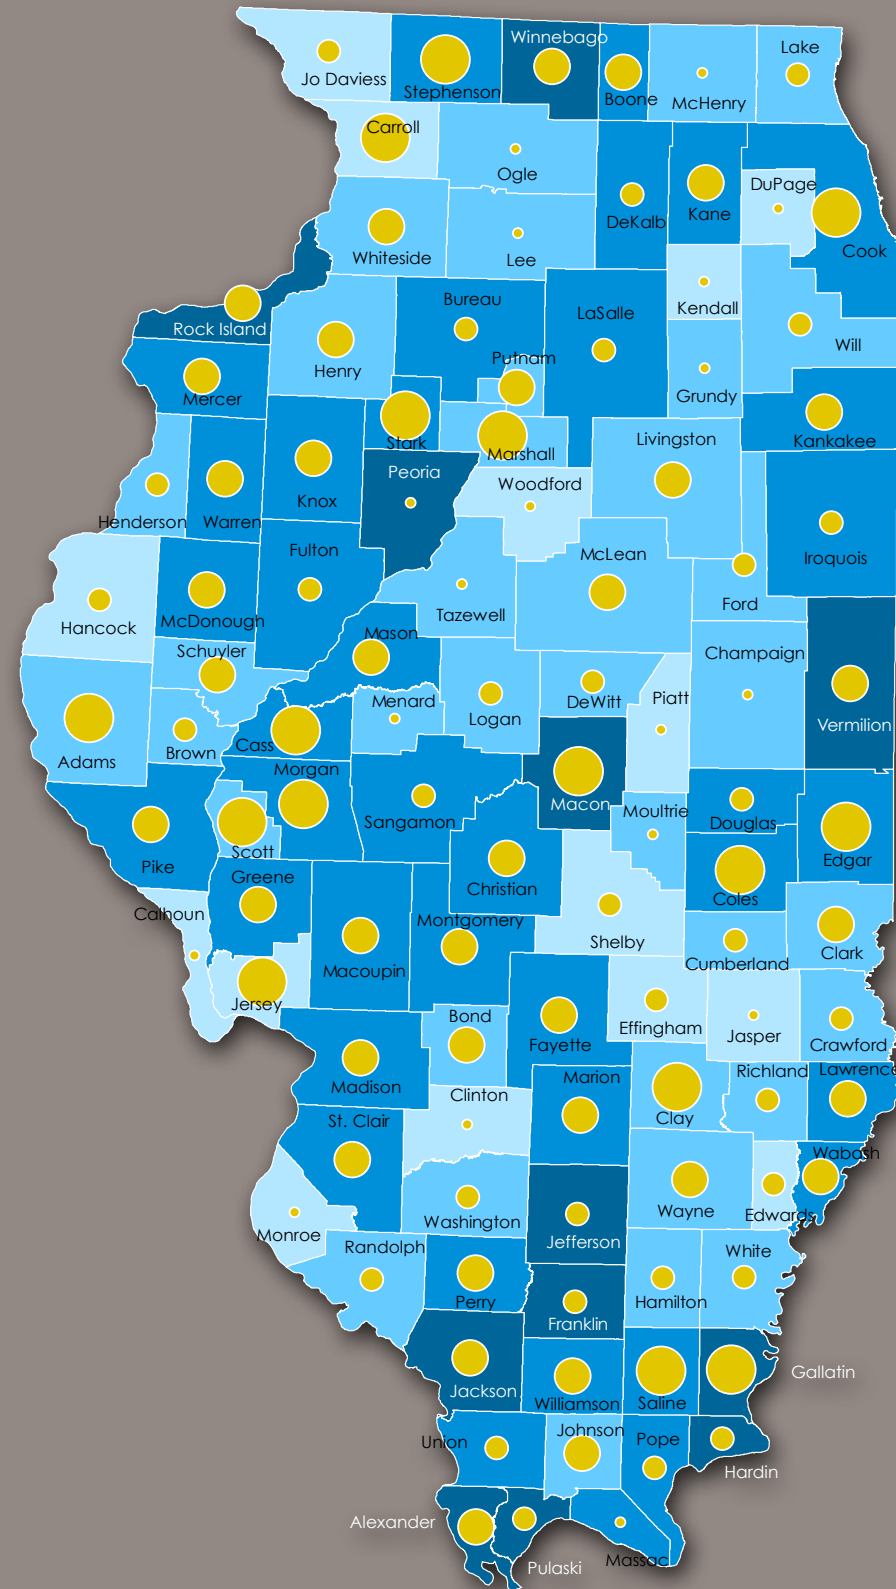 Winnebago
Lake
Jo Daviess
Stephenson
Boone
McHenry
Carroll
Ogle
DuPage
DeKalb
Kane
Cook
Whiteside
Lee
Bureau
Kendall
LaSalle
Rock Island
Will
Putnam
Henry
Grundy
Mercer
Livingston
Kankakee
Stark
Marshall
Peoria
Woodford
Knox
Henderson
Warren
Fulton
McLean
Iroquois
Ford
Tazewell
McDonough
Hancock
Mason
Schuyler
Champaign
Piatt
Menard
DeWitt
Logan
Vermilion
Cass
Brown
Adams
Morgan
Macon
Moultrie
Sangamon
Douglas
Scott
Edgar
Pike
Greene
Christian
Coles
Calhoun
Montgomery
Shelby
Clark
Cumberland
Macoupin
Jersey
Bond
Effingham
Jasper
Fayette
Crawford
Richland
Lawrence
Marion
Madison
Clinton
Clay
St. Clair
Wabash
Wayne
Edwards
Washington
Monroe
Jefferson
Randolph
White
Perry
Hamilton
Franklin
Gallatin
Jackson
Williamson
Saline
Johnson
Pope
Union
Hardin
Alexander
Massac
Pulaski